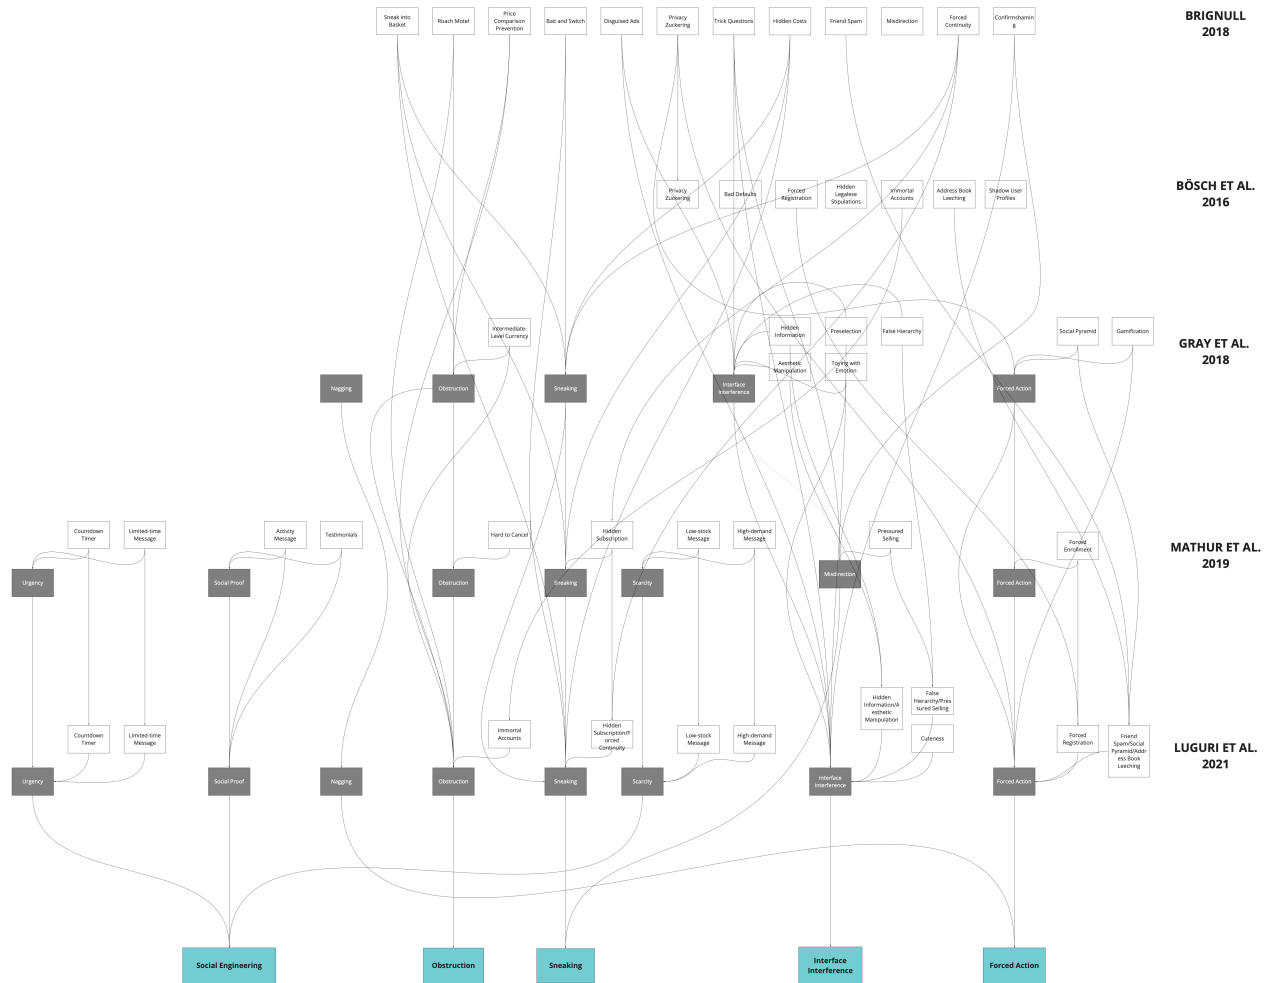 Sneak into
Basket
Roach Motel
Price
Comparison
Prevention
Bait and Switch
Disguised Ads
Privacy
Zuckering
Trick Questions
Hidden Costs
Friend Spam
Misdirection
Forced
Continuity
Confirmshamin
g
BRIGNULL
2018
Privacy
Zuckering
Bad Defaults
Forced
Registration
Hidden
Legalese
Stipulations
Immortal
Accounts
Address Book
Leeching
Shadow User
Profiles
BÖSCH ET AL.
2016
Intermediate-
Level Currency
Hidden
Information
Preselection
False Hierarchy
Social Pyramid
Gamification
Aesthetic
Manipulation
Toying with
Emotion
GRAY ET AL.
2018
Nagging
Obstruction
Sneaking
Interface
Interference
Forced Action
Countdown
Timer
Limited-time
Message
Activity
Message
Testimonials
Hard to Cancel
Hidden
Subscription
Low-stock
Message
High-demand
Message
Pressured
Selling
Forced
Enrollment
MATHUR ET AL.
2019
Urgency
Social Proof
Obstruction
Sneaking
Scarcity
Misdirection
Forced Action
Hidden
Information/A
esthetic
Manipulation
False
Hierarchy/Pres
sured Selling
Countdown
Timer
Limited-time
Message
Immortal
Accounts
Hidden
Subscription/F
orced
Continuity
Low-stock
Message
High-demand
Message
Cuteness
Forced
Registration
Friend
Spam/Social
Pyramid/Addr
ess Book
Leeching
LUGURI ET AL.
2021
Urgency
Social Proof
Nagging
Obstruction
Sneaking
Scarcity
Interface
Interference
Forced Action
Social Engineering
Obstruction
Sneaking
Interface
Interference
Forced Action